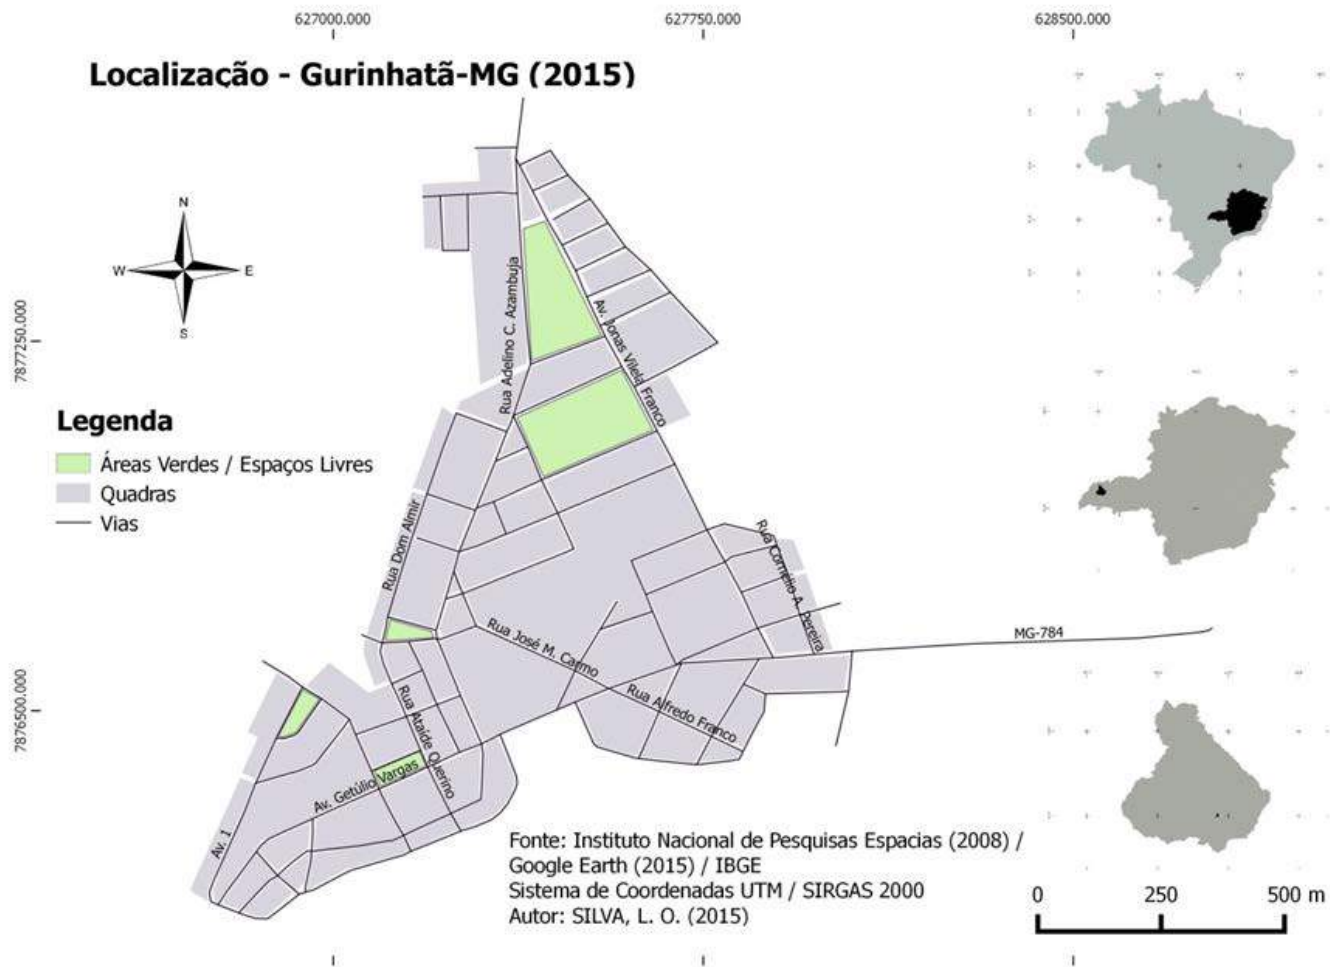 627000.000
627750.000
628500.000
Localização - Gurinhatã-MG (2015)
N
W
E
S
7877250.000
Rua Adelino C. Azambuja
Av. Jonas Vilela Franco
Legenda
Áreas Verdes / Espaços Livres
Quadras
Vias
Rua Dom Almir
Rua Cornélio A. Pereira
Rua José M. Carmo
MG-784
7876500.000
Rua Ataíde Querino
Rua Alfredo Franco
Av. Getúlio Vargas
Av. 1
Fonte: Instituto Nacional de Pesquisas Espacias (2008) /
Google Earth (2015) / IBGE
Sistema de Coordenadas UTM / SIRGAS 2000
Autor: SILVA, L. O. (2015)
0 250 500 m